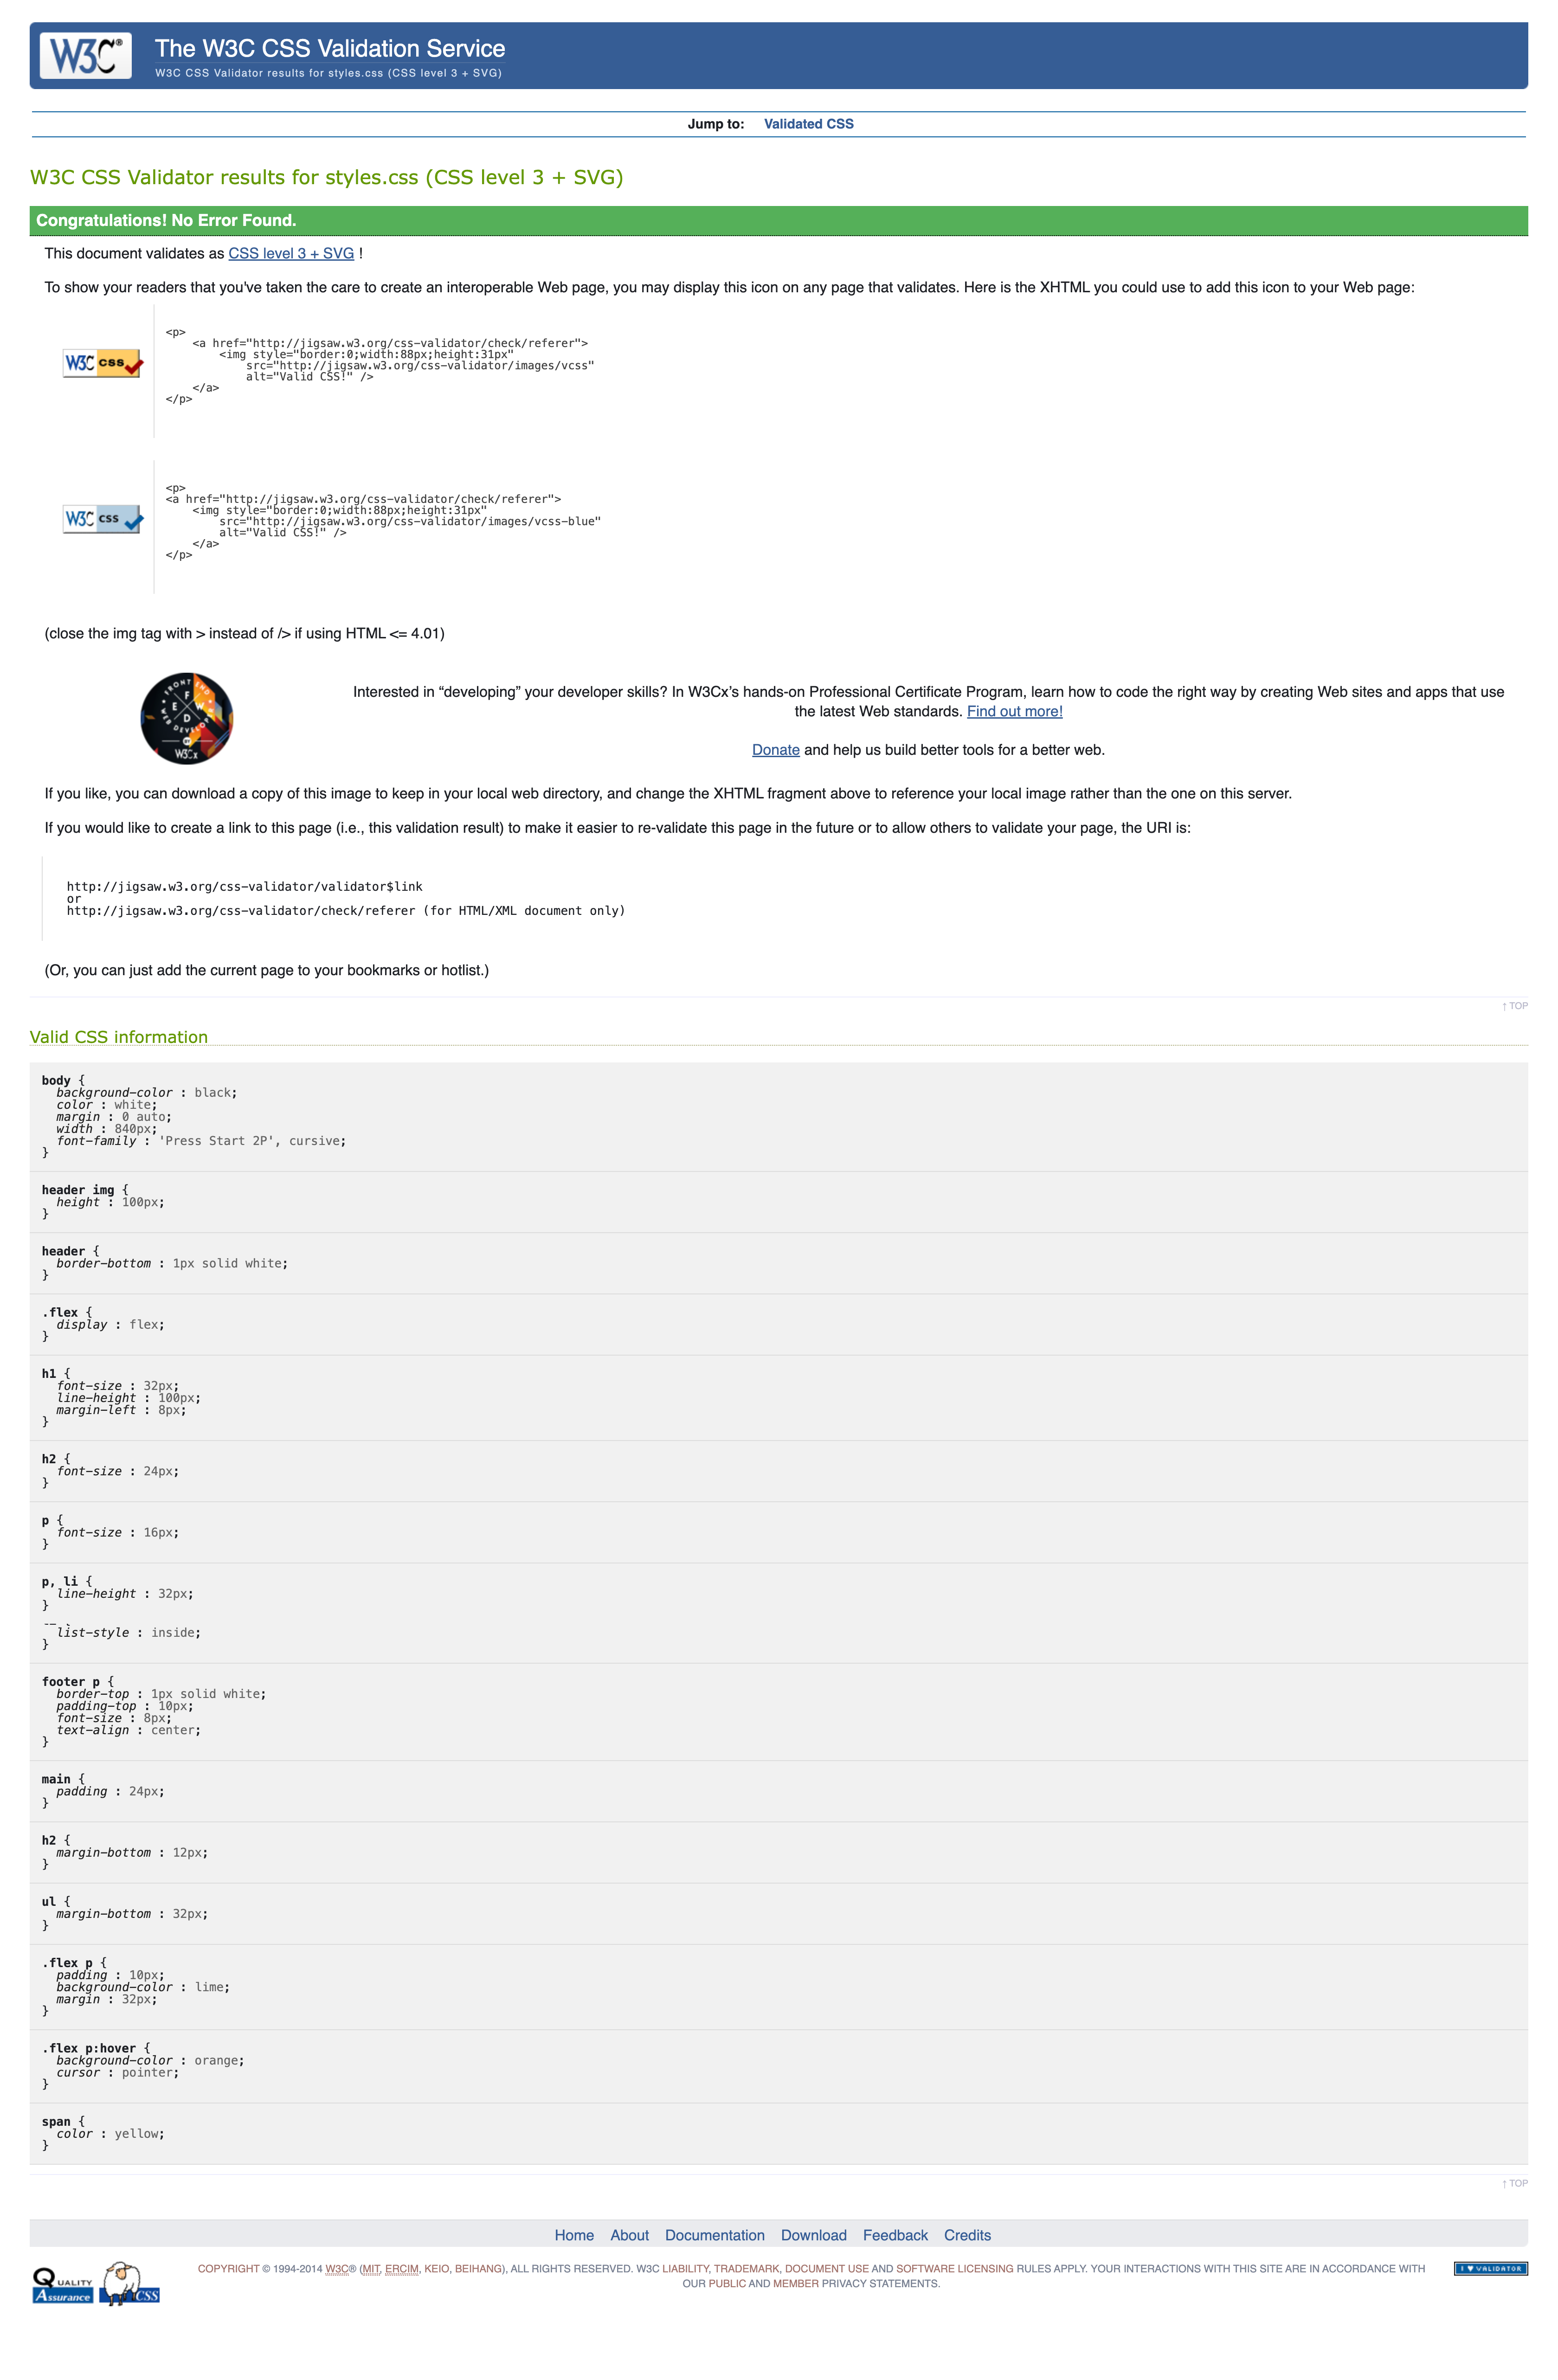 W3C®
The W3C CSS Validation Service
W3C CSS Validator results for styles.css (CSS level 3 + SVG)
Jump to: Validated CSS
W3C CSS Validator results for styles.css (CSS level 3 + SVG)
Congratulations! No Error Found.
This document validates as CSS level 3 + SVG !
To show your readers that you've taken the care to create an interoperable Web page, you may display this icon on any page that validates. Here is the XHTML you could use to add this icon to your Web page:
W3C css
<p>
    <a href="http://jigsaw.w3.org/css-validator/check/referer">
        <img style="border:0;width:88px;height:31px"
            src="http://jigsaw.w3.org/css-validator/images/vcss"
            alt="Valid CSS!" />
    </a>
</p>
W3C css
<p>
<a href="http://jigsaw.w3.org/css-validator/check/referer">
    <img style="border:0;width:88px;height:31px"
        src="http://jigsaw.w3.org/css-validator/images/vcss-blue"
        alt="Valid CSS!" />
    </a>
</p>
(close the img tag with > instead of /> if using HTML <= 4.01)
FRONT END
F E W D
WEB DEVELOPER
W3Cx
Interested in “developing” your developer skills? In W3Cx’s hands-on Professional Certificate Program, learn how to code the right way by creating Web sites and apps that use
the latest Web standards. Find out more!
Donate and help us build better tools for a better web.
If you like, you can download a copy of this image to keep in your local web directory, and change the XHTML fragment above to reference your local image rather than the one on this server.
If you would like to create a link to this page (i.e., this validation result) to make it easier to re-validate this page in the future or to allow others to validate your page, the URI is:
http://jigsaw.w3.org/css-validator/validator$link
or
http://jigsaw.w3.org/css-validator/check/referer (for HTML/XML document only)
(Or, you can just add the current page to your bookmarks or hotlist.)
↑ TOP
Valid CSS information
body {
  background-color : black;
  color : white;
  margin : 0 auto;
  width : 840px;
  font-family : 'Press Start 2P', cursive;
}
header img {
  height : 100px;
}
header {
  border-bottom : 1px solid white;
}
.flex {
  display : flex;
}
h1 {
  font-size : 32px;
  line-height : 100px;
  margin-left : 8px;
}
h2 {
  font-size : 24px;
}
p {
  font-size : 16px;
}
p, li {
  line-height : 32px;
}
  list-style : inside;
}
footer p {
  border-top : 1px solid white;
  padding-top : 10px;
  font-size : 8px;
  text-align : center;
}
main {
  padding : 24px;
}
h2 {
  margin-bottom : 12px;
}
ul {
  margin-bottom : 32px;
}
.flex p {
  padding : 10px;
  background-color : lime;
  margin : 32px;
}
.flex p:hover {
  background-color : orange;
  cursor : pointer;
}
span {
  color : yellow;
}
↑ TOP
Home About Documentation Download Feedback Credits
QUALITY
Assurance
CSS
COPYRIGHT © 1994-2014 W3C® (MIT, ERCIM, KEIO, BEIHANG), ALL RIGHTS RESERVED. W3C LIABILITY, TRADEMARK, DOCUMENT USE AND SOFTWARE LICENSING RULES APPLY. YOUR INTERACTIONS WITH THIS SITE ARE IN ACCORDANCE WITH
OUR PUBLIC AND MEMBER PRIVACY STATEMENTS.
I ♥ VALIDATOR